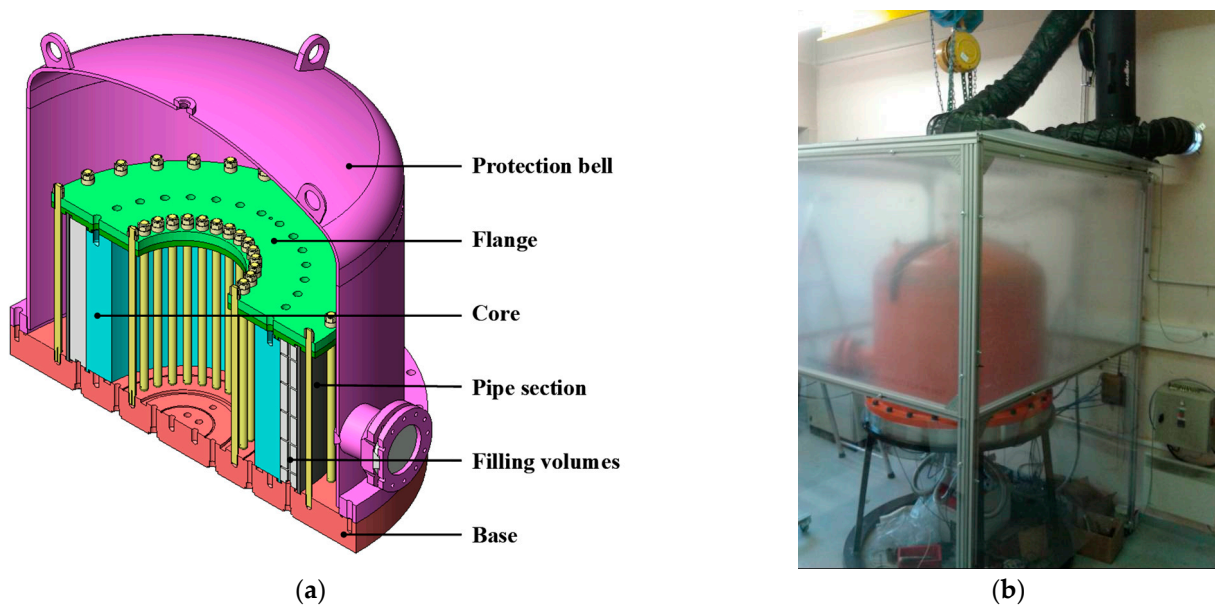 Protection bell
Flange
Core
Pipe section
Filling volumes
Base
(a)
(b)